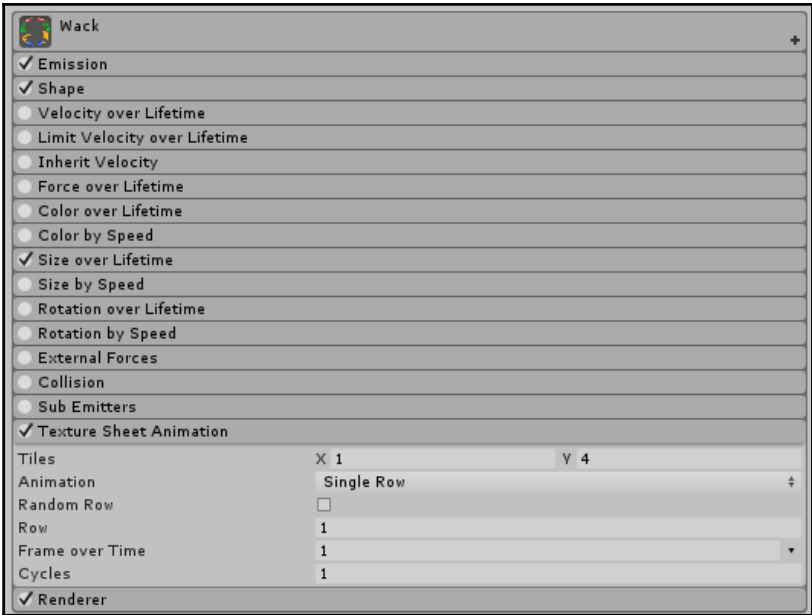 Wack
Emission
Shape
Velocity over Lifetime
Limit Velocity over Lifetime
Inherit Velocity
Force over Lifetime
Color over Lifetime
Color by Speed
Size over Lifetime
Size by Speed
Rotation over Lifetime
Rotation by Speed
External Forces
Collision
Sub Emitters
Texture Sheet Animation
Tiles X 1 Y 4
Animation Single Row
Random Row
Row 1
Frame over Time 1
Cycles 1
Renderer